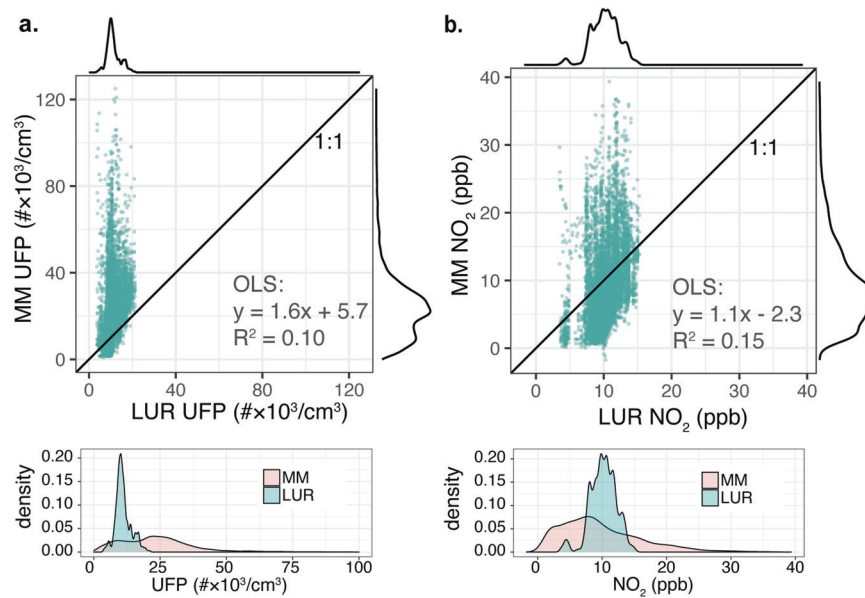 a.
MM UFP (#×10³/cm³)
120
80
40
0
1:1
OLS:
y = 1.6x + 5.7
R² = 0.10
0 40 80 120
LUR UFP (#×10³/cm³)
density
0.20
0.15
0.10
0.05
0.00
MM
LUR
0 25 50 75 100
UFP (#×10³/cm³)
b.
MM NO₂ (ppb)
40
30
20
10
0
1:1
OLS:
y = 1.1x - 2.3
R² = 0.15
0 10 20 30 40
LUR NO₂ (ppb)
density
0.20
0.15
0.10
0.05
0.00
MM
LUR
0 10 20 30 40
NO₂ (ppb)